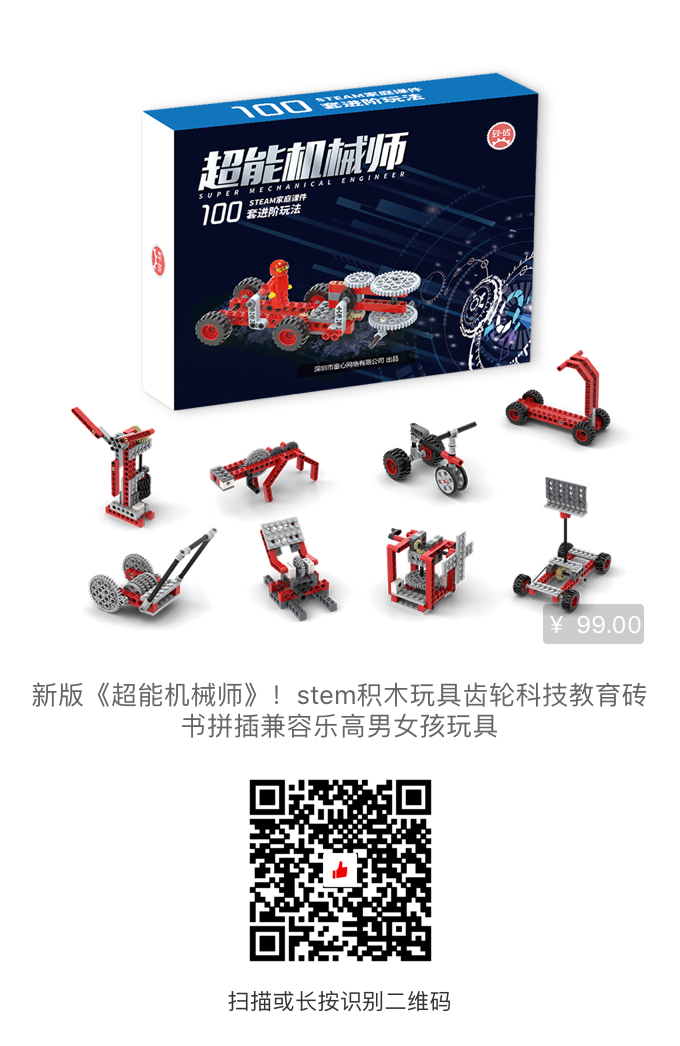 100 STEAM家庭课件
套进阶玩法
致·砖
超能机械师
SUPER MECHANICAL ENGINEER
100 STEAM家庭课件
套进阶玩法
深圳市童心网络有限公司 出品
¥ 99.00
新版《超能机械师》！stem积木玩具齿轮科技教育砖
书拼插兼容乐高男女孩玩具
扫描或长按识别二维码